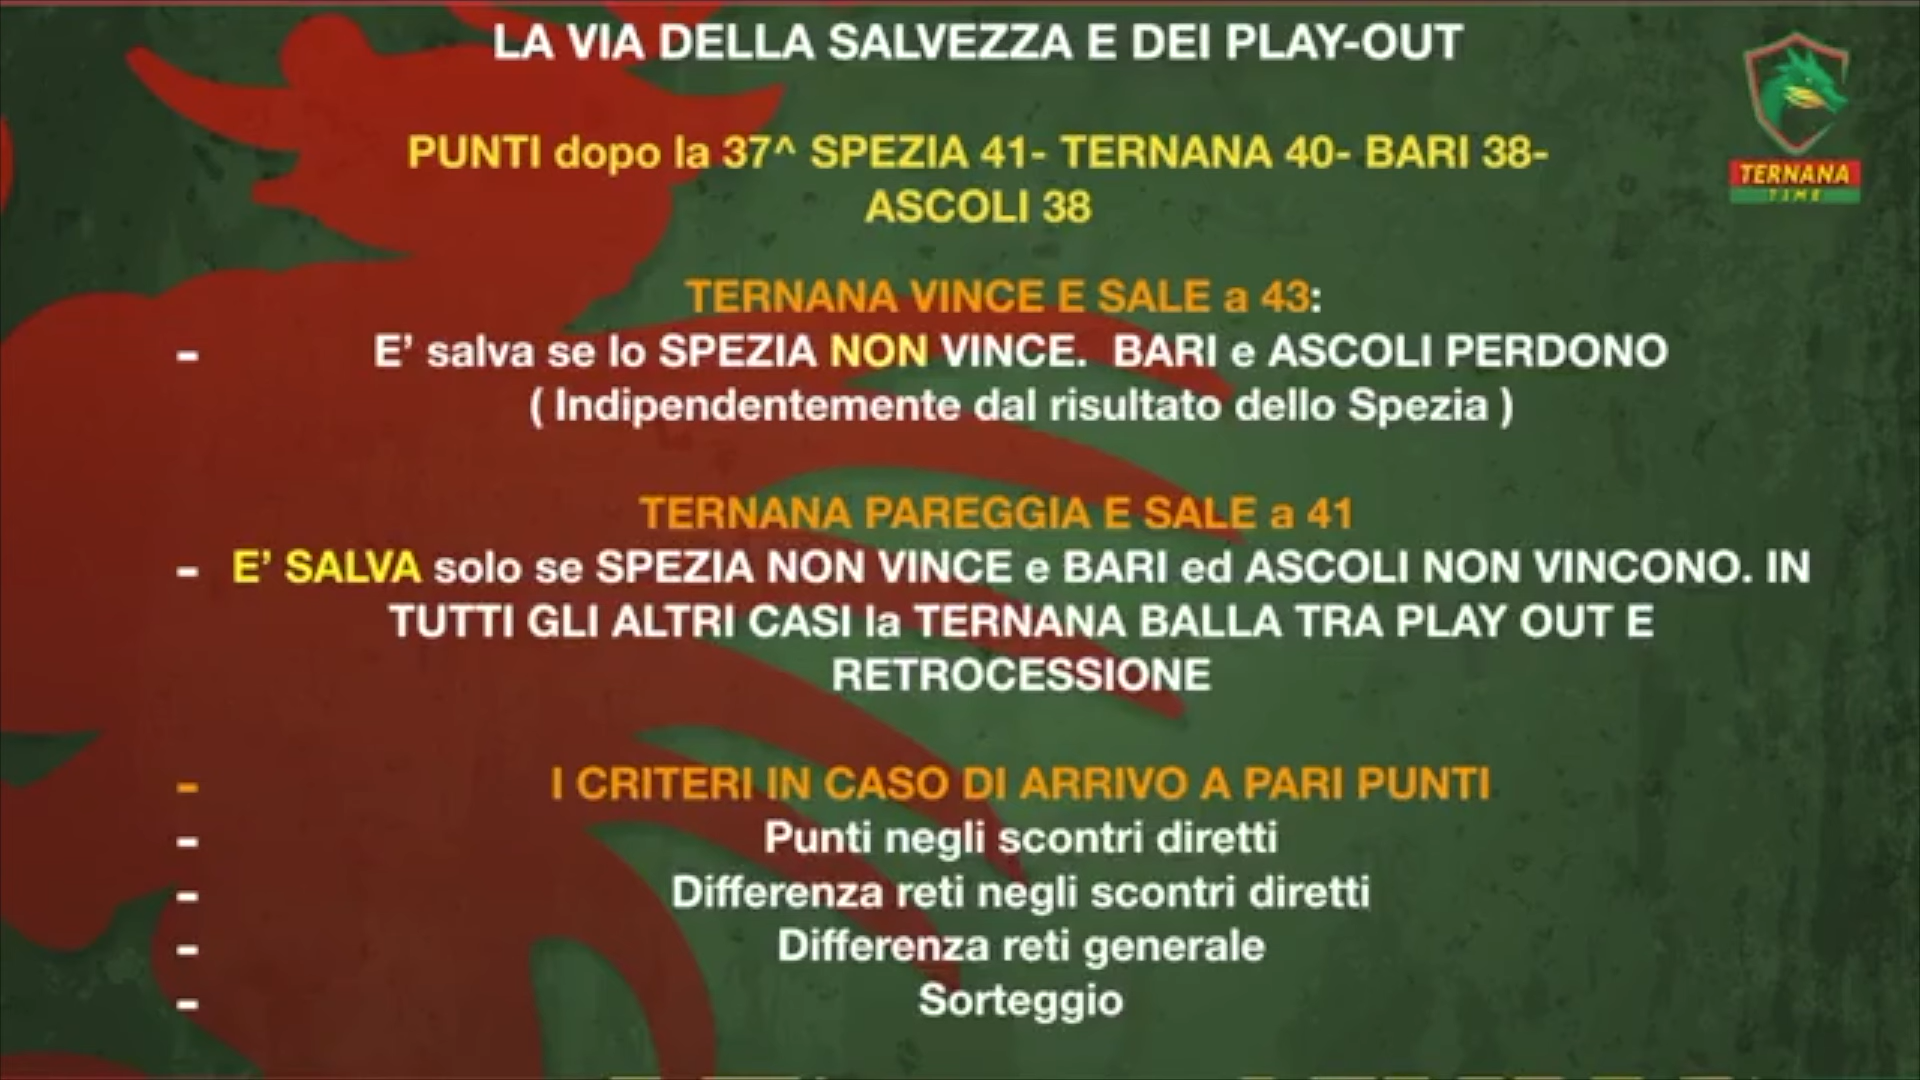 LA VIA DELLA SALVEZZA E DEI PLAY-OUT
TERNANA
TIME
PUNTI dopo la 37^ SPEZIA 41- TERNANA 40- BARI 38-
ASCOLI 38
TERNANA VINCE E SALE a 43:
- E’ salva se lo SPEZIA NON VINCE. BARI e ASCOLI PERDONO
( Indipendentemente dal risultato dello Spezia )
TERNANA PAREGGIA E SALE a 41
- E’ SALVA solo se SPEZIA NON VINCE e BARI ed ASCOLI NON VINCONO. IN
TUTTI GLI ALTRI CASI la TERNANA BALLA TRA PLAY OUT E
RETROCESSIONE
- I CRITERI IN CASO DI ARRIVO A PARI PUNTI
- Punti negli scontri diretti
- Differenza reti negli scontri diretti
- Differenza reti generale
- Sorteggio